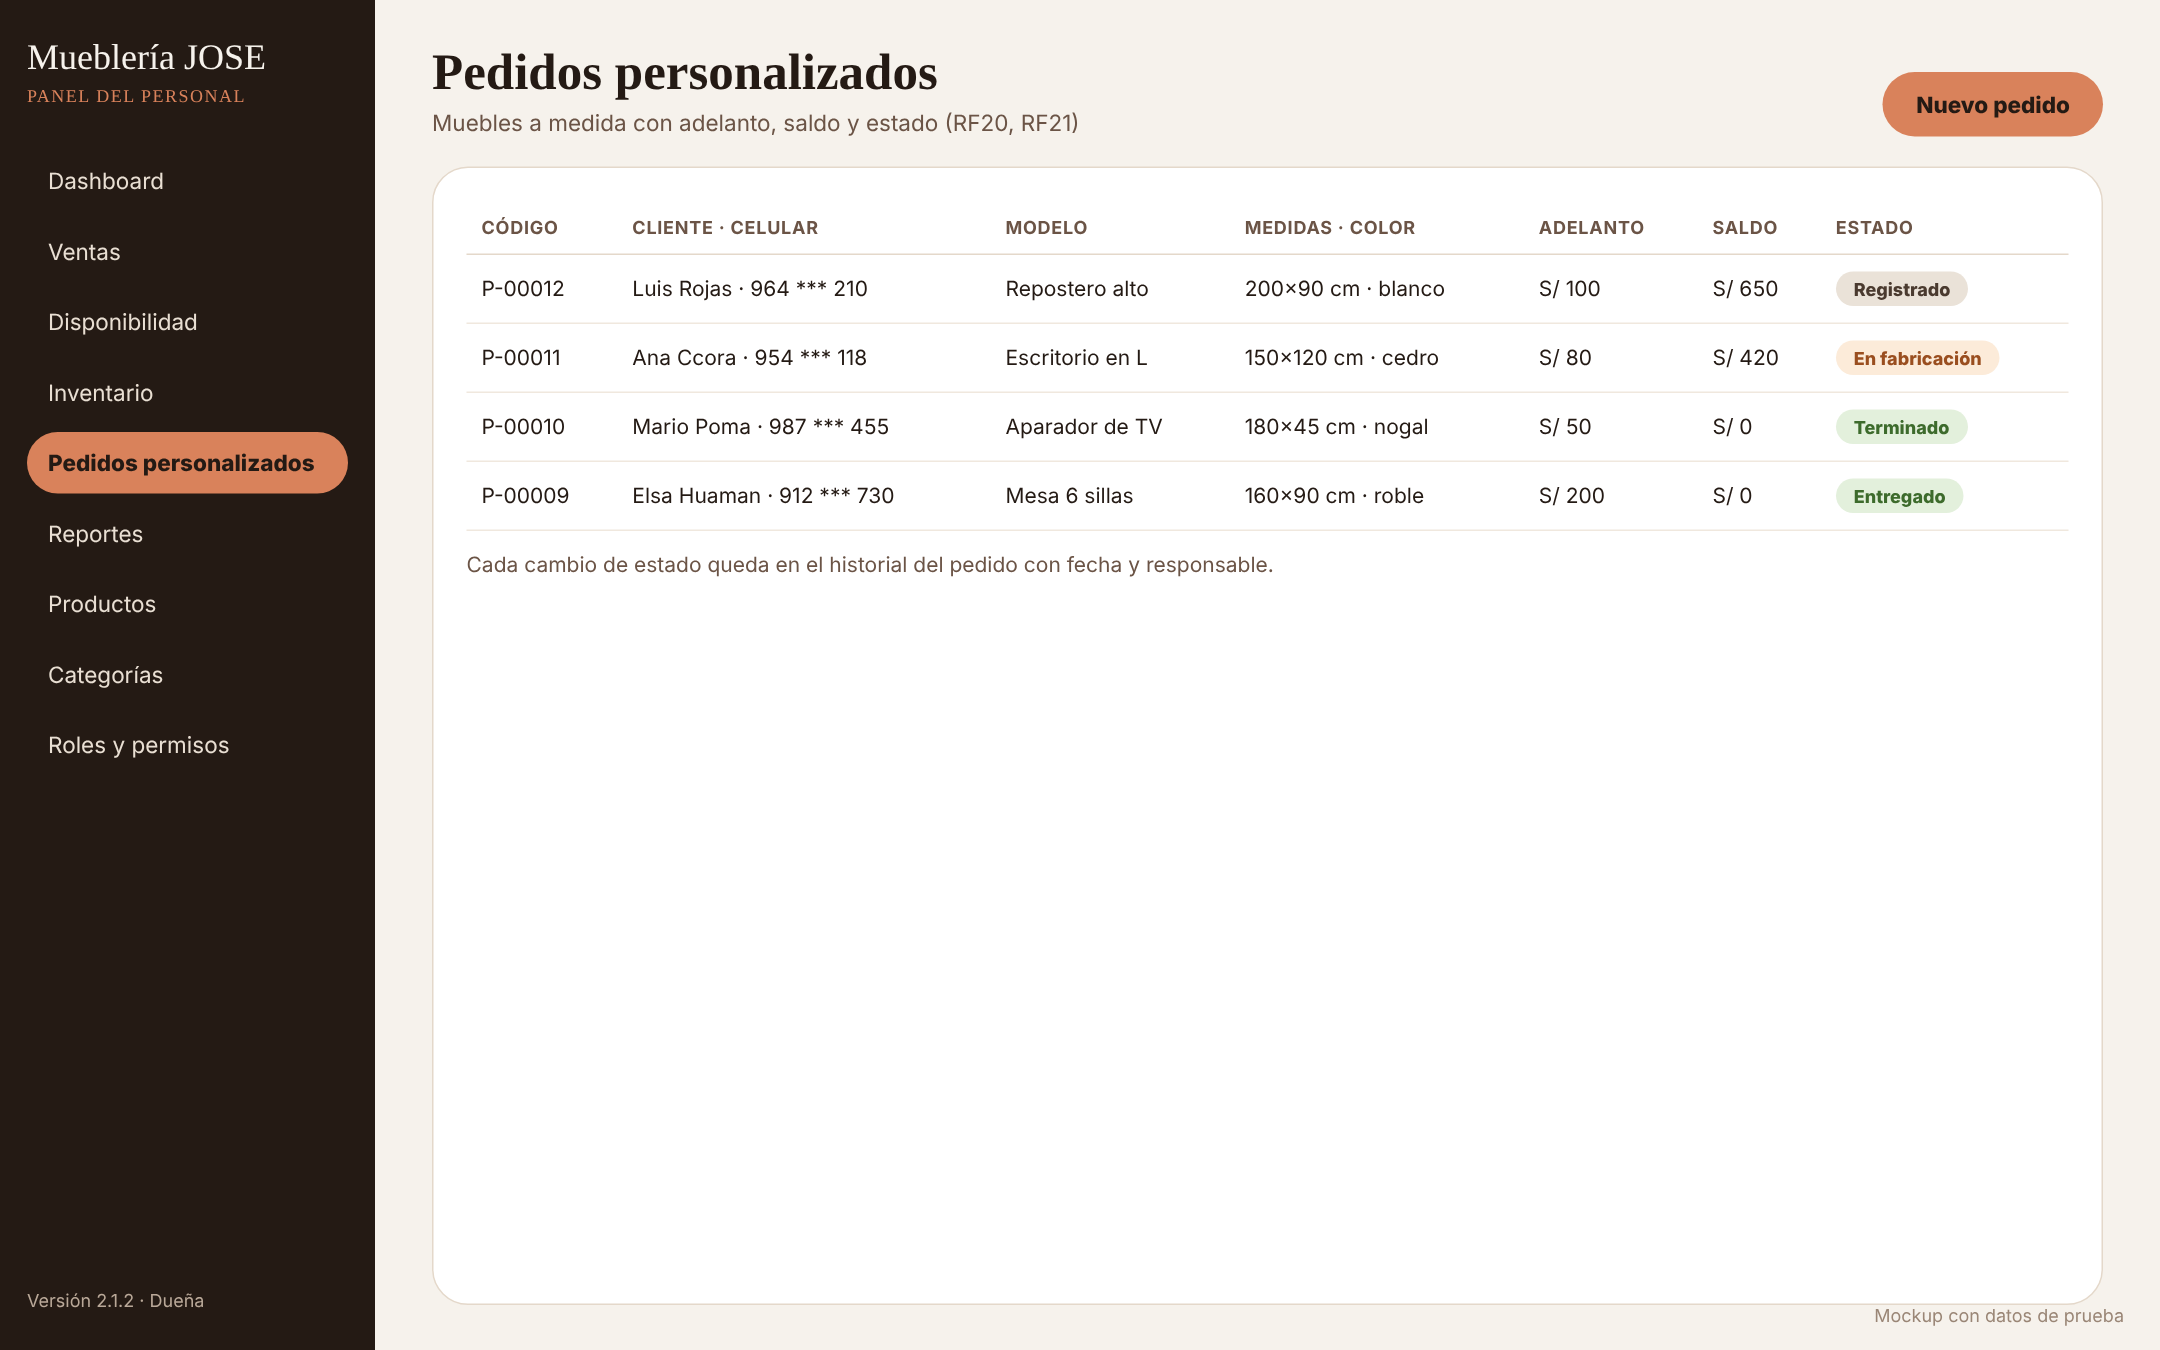 Mueblería JOSE
PANEL DEL PERSONAL
Dashboard
Ventas
Disponibilidad
Inventario
Pedidos personalizados
Reportes
Productos
Categorías
Roles y permisos
Versión 2.1.2 · Dueña
Pedidos personalizados
Muebles a medida con adelanto, saldo y estado (RF20, RF21)
Nuevo pedido
CÓDIGO CLIENTE · CELULAR MODELO MEDIDAS · COLOR ADELANTO SALDO ESTADO
P-00012 Luis Rojas · 964 *** 210 Repostero alto 200×90 cm · blanco S/ 100 S/ 650 Registrado
P-00011 Ana Ccora · 954 *** 118 Escritorio en L 150×120 cm · cedro S/ 80 S/ 420 En fabricación
P-00010 Mario Poma · 987 *** 455 Aparador de TV 180×45 cm · nogal S/ 50 S/ 0 Terminado
P-00009 Elsa Huaman · 912 *** 730 Mesa 6 sillas 160×90 cm · roble S/ 200 S/ 0 Entregado
Cada cambio de estado queda en el historial del pedido con fecha y responsable.
Mockup con datos de prueba